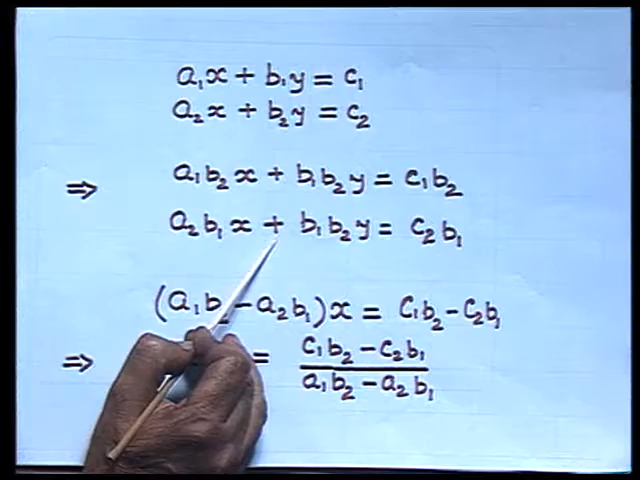 a₁x + b₁y = c₁
a₂x + b₂y = c₂
⇒ a₁b₂x + b₁b₂y = c₁b₂
a₂b₁x + b₁b₂y = c₂b₁
(a₁b₂ - a₂b₁)x = c₁b₂ - c₂b₁
⇒ = (c₁b₂ - c₂b₁)/(a₁b₂ - a₂b₁)